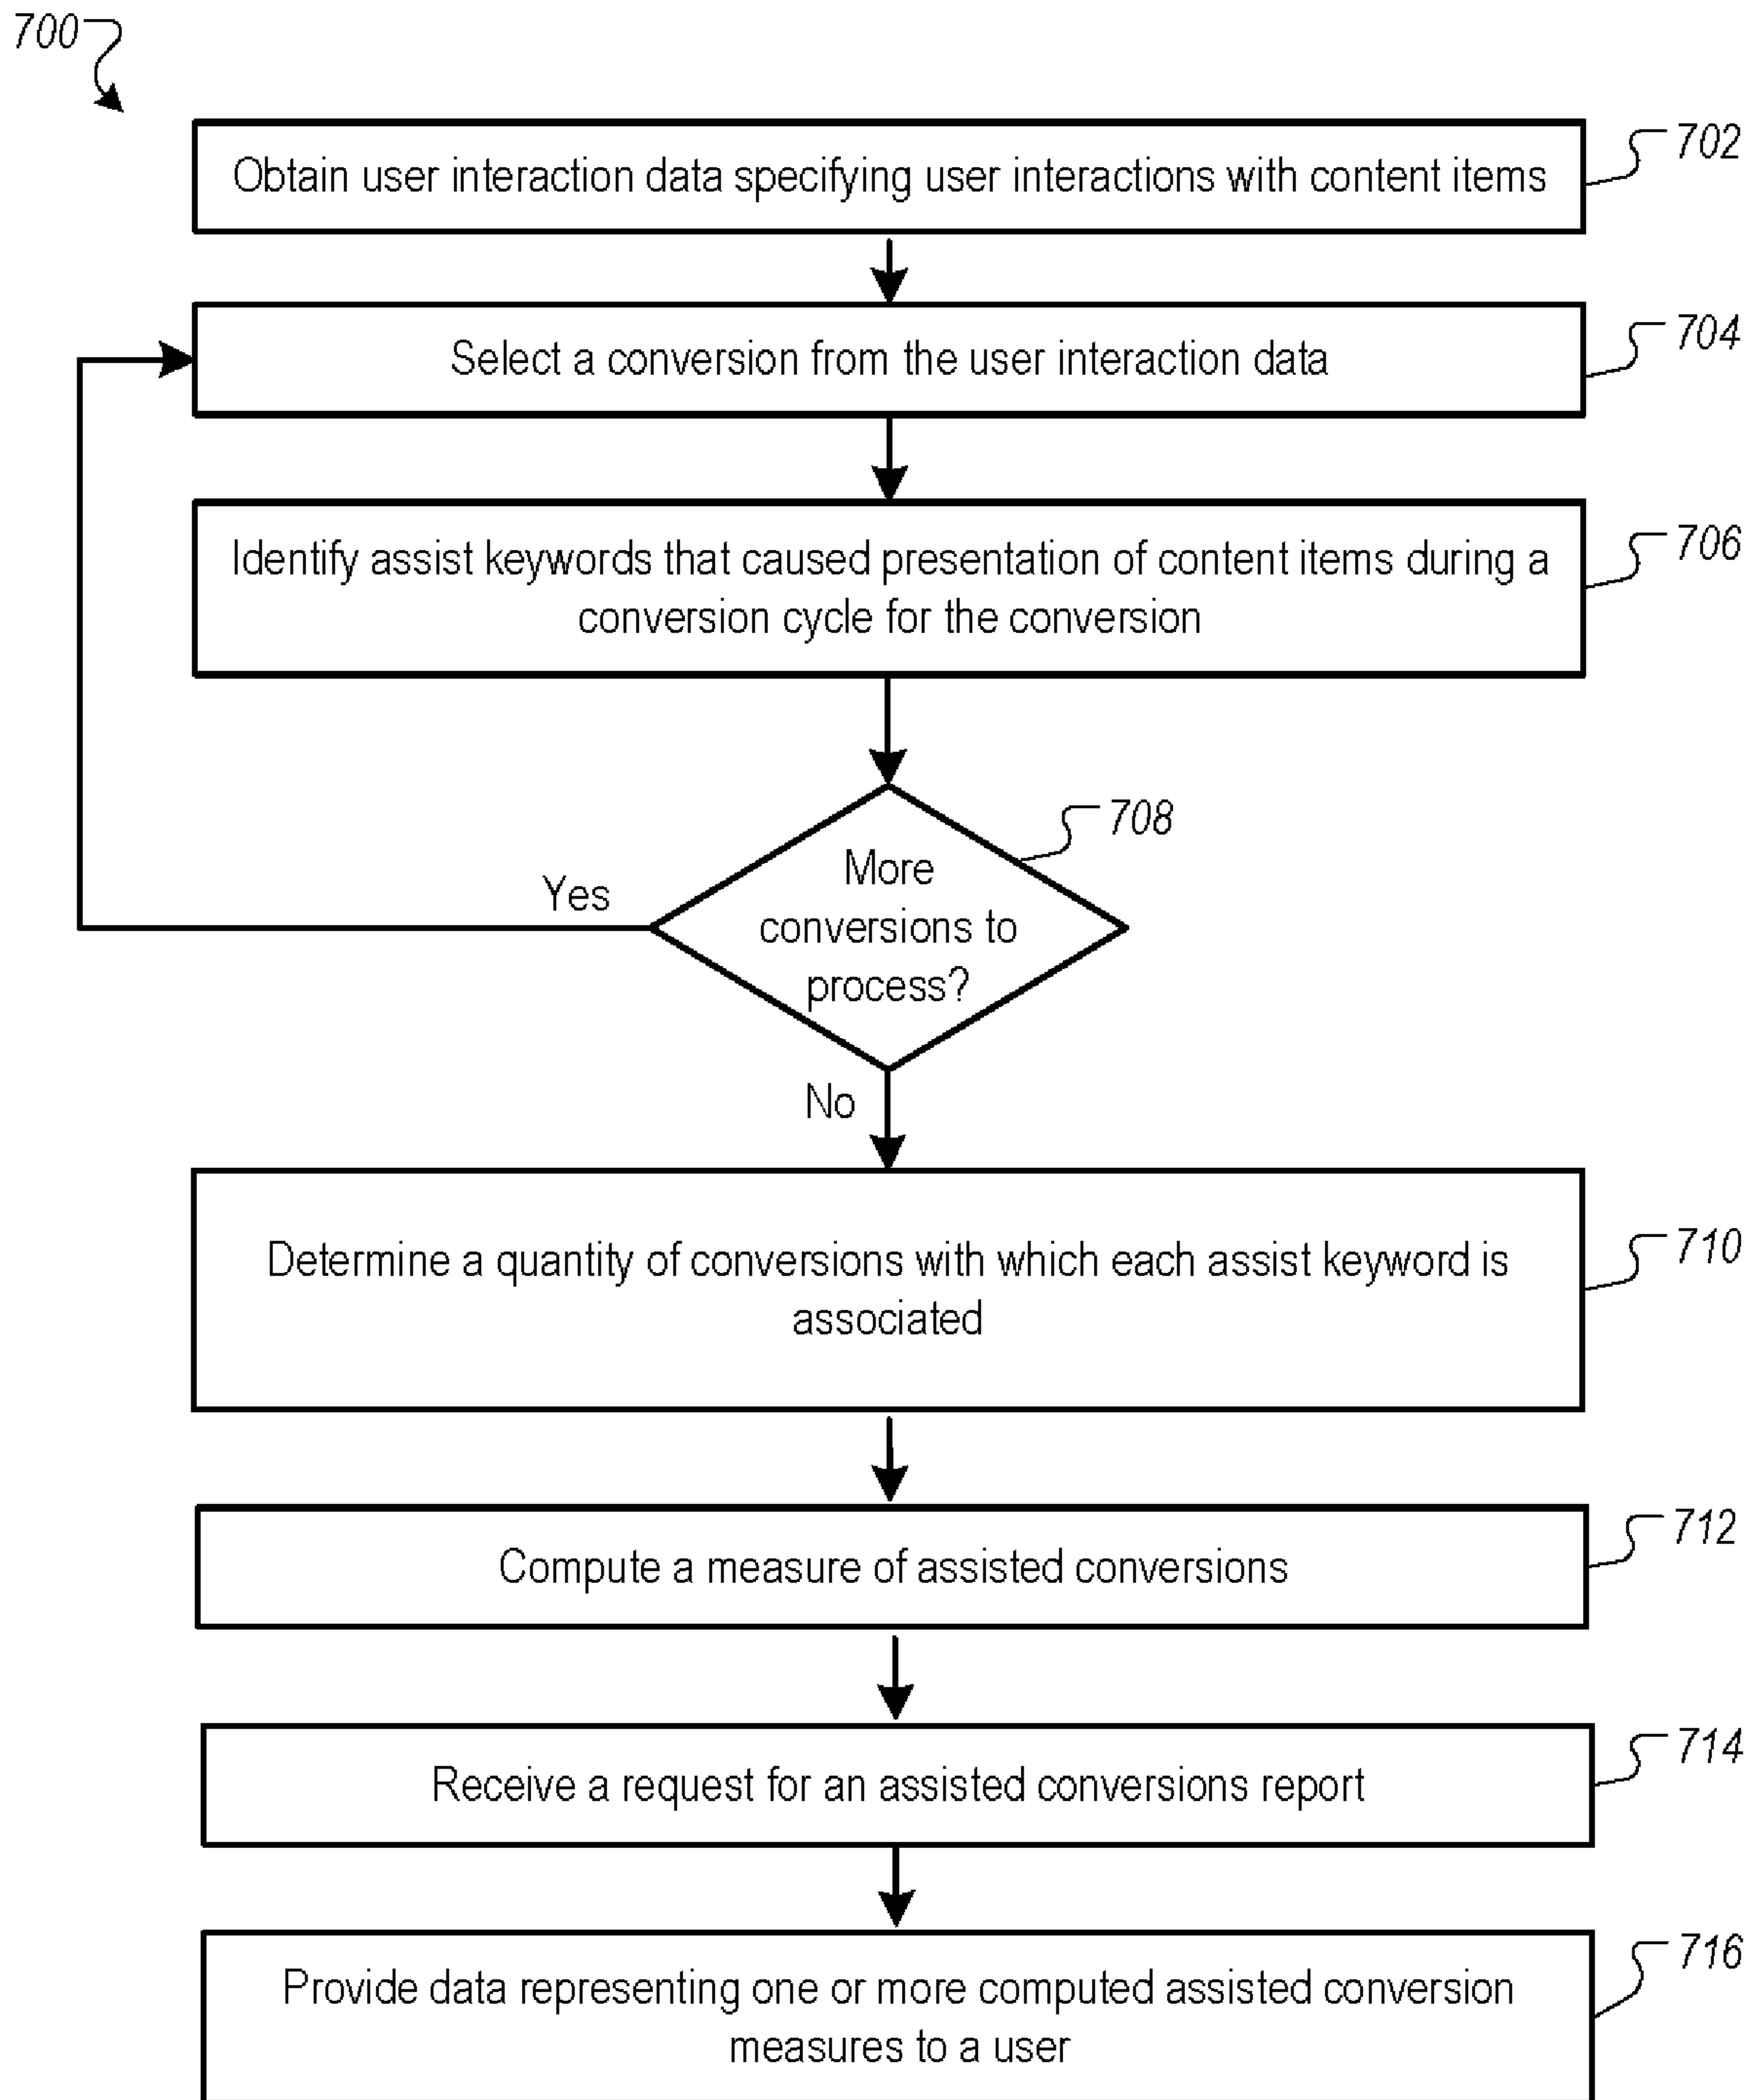 700
Obtain user interaction data specifying user interactions with content items
702
Select a conversion from the user interaction data
704
Identify assist keywords that caused presentation of content items during a
conversion cycle for the conversion
706
708
More
conversions to
process?
Yes
No
Determine a quantity of conversions with which each assist keyword is
associated
710
Compute a measure of assisted conversions
712
Receive a request for an assisted conversions report
714
Provide data representing one or more computed assisted conversion
measures to a user
716